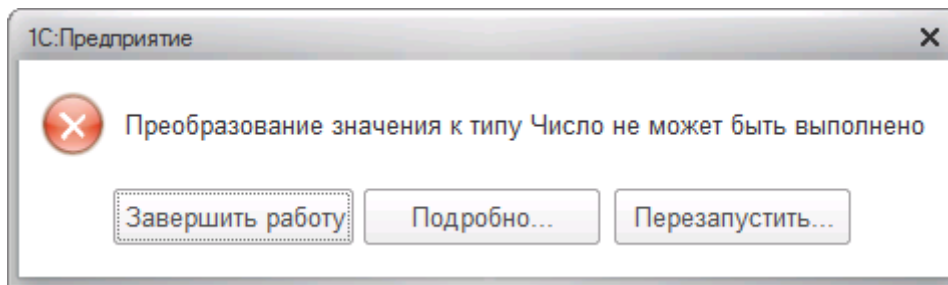 1С:Предприятие
Преобразование значения к типу Число не может быть выполнено
Завершить работу Подробно... Перезапустить...